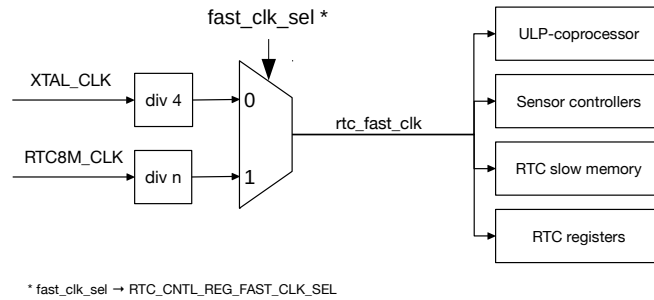 fast_clk_sel *
ULP-coprocessor
XTAL_CLK
div 4
0
Sensor controllers
rtc_fast_clk
RTC8M_CLK
div n
1
RTC slow memory
RTC registers
* fast_clk_sel → RTC_CNTL_REG_FAST_CLK_SEL